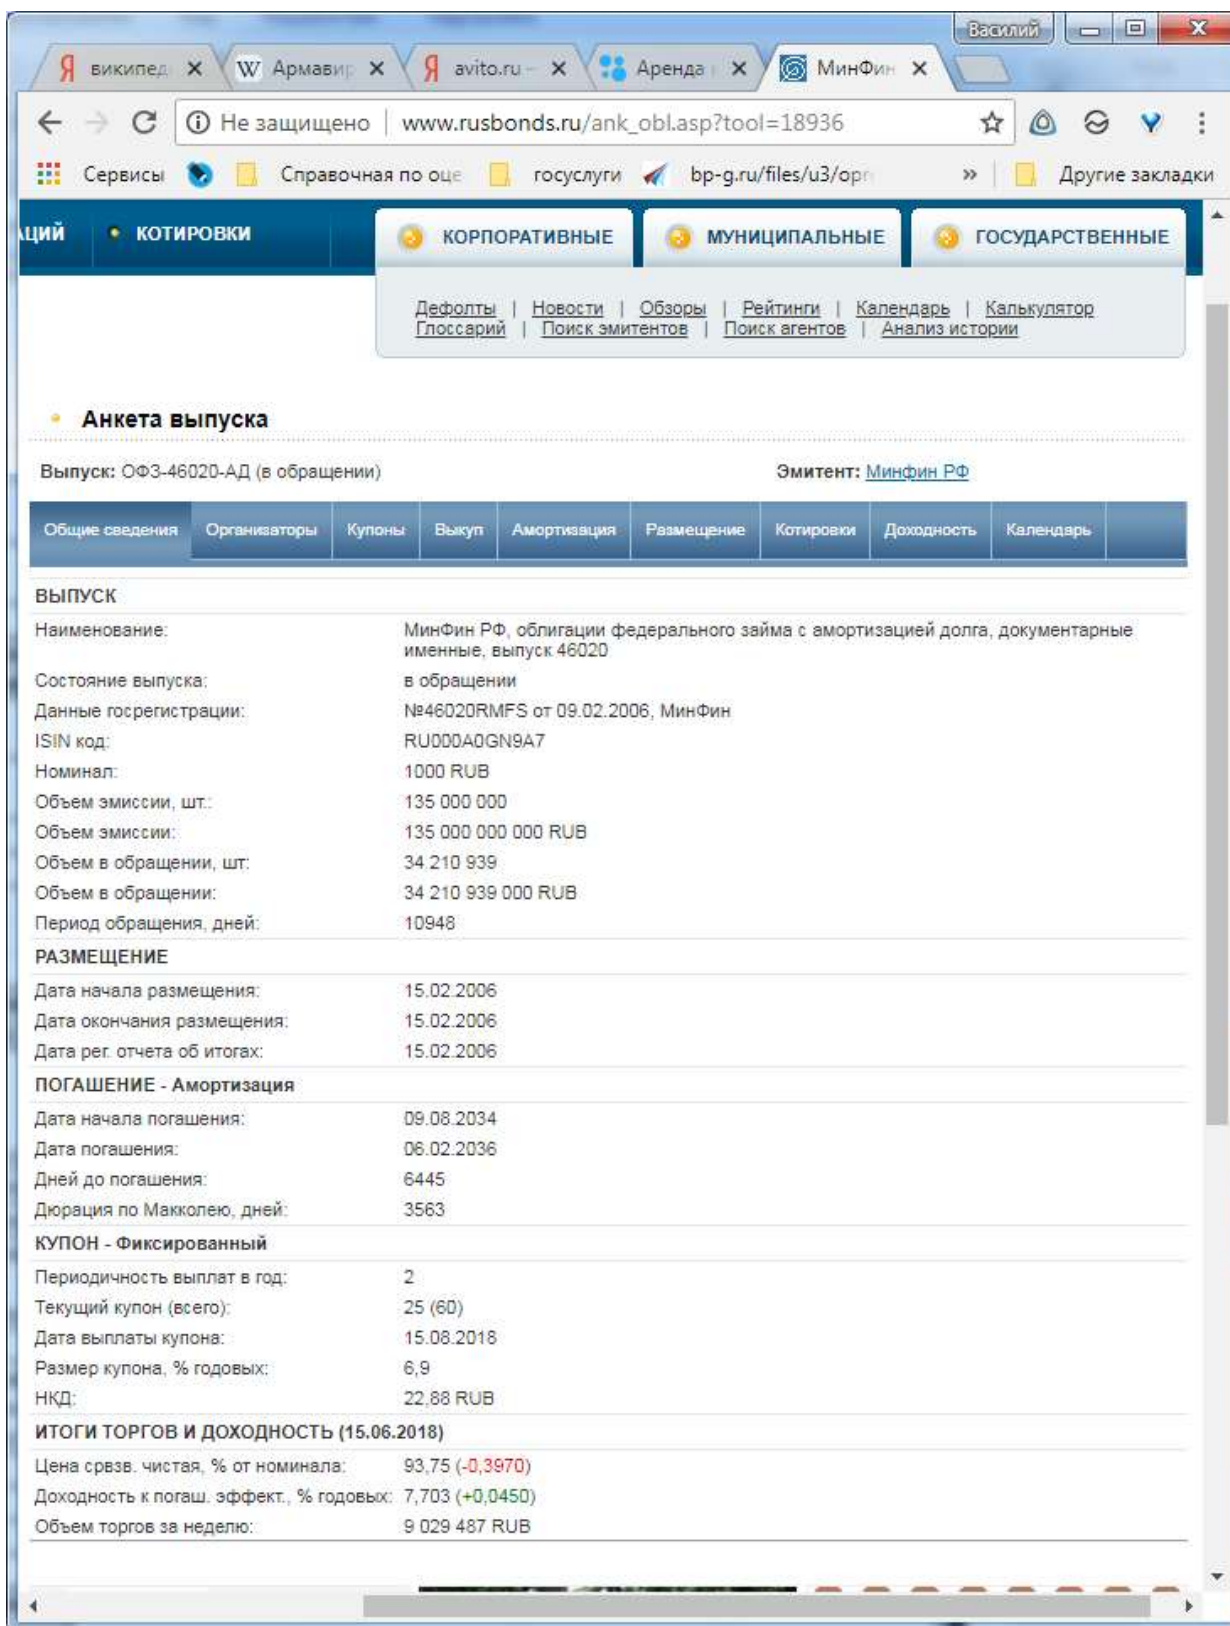 Василий
википед
Армавир
avito.ru –
Аренда
МинФин
Не защищено | www.rusbonds.ru/ank_obl.asp?tool=18936
Сервисы
Справочная по оце
госуслуги
bp-g.ru/files/u3/opr
»
Другие закладки
АЦИЙ
КОТИРОВКИ
КОРПОРАТИВНЫЕ
МУНИЦИПАЛЬНЫЕ
ГОСУДАРСТВЕННЫЕ
Дефолты | Новости | Обзоры | Рейтинги | Календарь | Калькулятор
Глоссарий | Поиск эмитентов | Поиск агентов | Анализ истории
Анкета выпуска
Выпуск: ОФЗ-46020-АД (в обращении) Эмитент: Минфин РФ
Общие сведения Организаторы Купоны Выкуп Амортизация Размещение Котировки Доходность Календарь
ВЫПУСК
Наименование: МинФин РФ, облигации федерального займа с амортизацией долга, документарные
именные, выпуск 46020
Состояние выпуска: в обращении
Данные госрегистрации: №46020RMFS от 09.02.2006, МинФин
ISIN код: RU000A0GN9A7
Номинал: 1000 RUB
Объем эмиссии, шт.: 135 000 000
Объем эмиссии: 135 000 000 000 RUB
Объем в обращении, шт: 34 210 939
Объем в обращении: 34 210 939 000 RUB
Период обращения, дней: 10948
РАЗМЕЩЕНИЕ
Дата начала размещения: 15.02.2006
Дата окончания размещения: 15.02.2006
Дата рег. отчета об итогах: 15.02.2006
ПОГАШЕНИЕ - Амортизация
Дата начала погашения: 09.08.2034
Дата погашения: 06.02.2036
Дней до погашения: 6445
Дюрация по Макколею, дней: 3563
КУПОН - Фиксированный
Периодичность выплат в год: 2
Текущий купон (всего): 25 (60)
Дата выплаты купона: 15.08.2018
Размер купона, % годовых: 6,9
НКД: 22,88 RUB
ИТОГИ ТОРГОВ И ДОХОДНОСТЬ (15.06.2018)
Цена срвзв. чистая, % от номинала: 93,75 (-0,3970)
Доходность к погаш. эффект., % годовых: 7,703 (+0,0450)
Объем торгов за неделю: 9 029 487 RUB